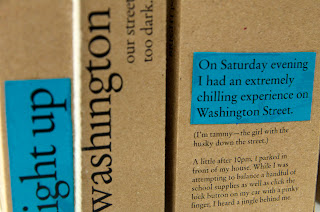 ight up
washington
our street
too dark.
On Saturday evening
I had an extremely
chilling experience on
Washington Street.
(I'm tammy—the girl with the
husky down the street.)
A little after 10pm, I parked in
front of my house. While I was
attempting to balance a handful of
school supplies as well as click the
lock button on my car with a pinky
finger, I heard a jingle behind me.